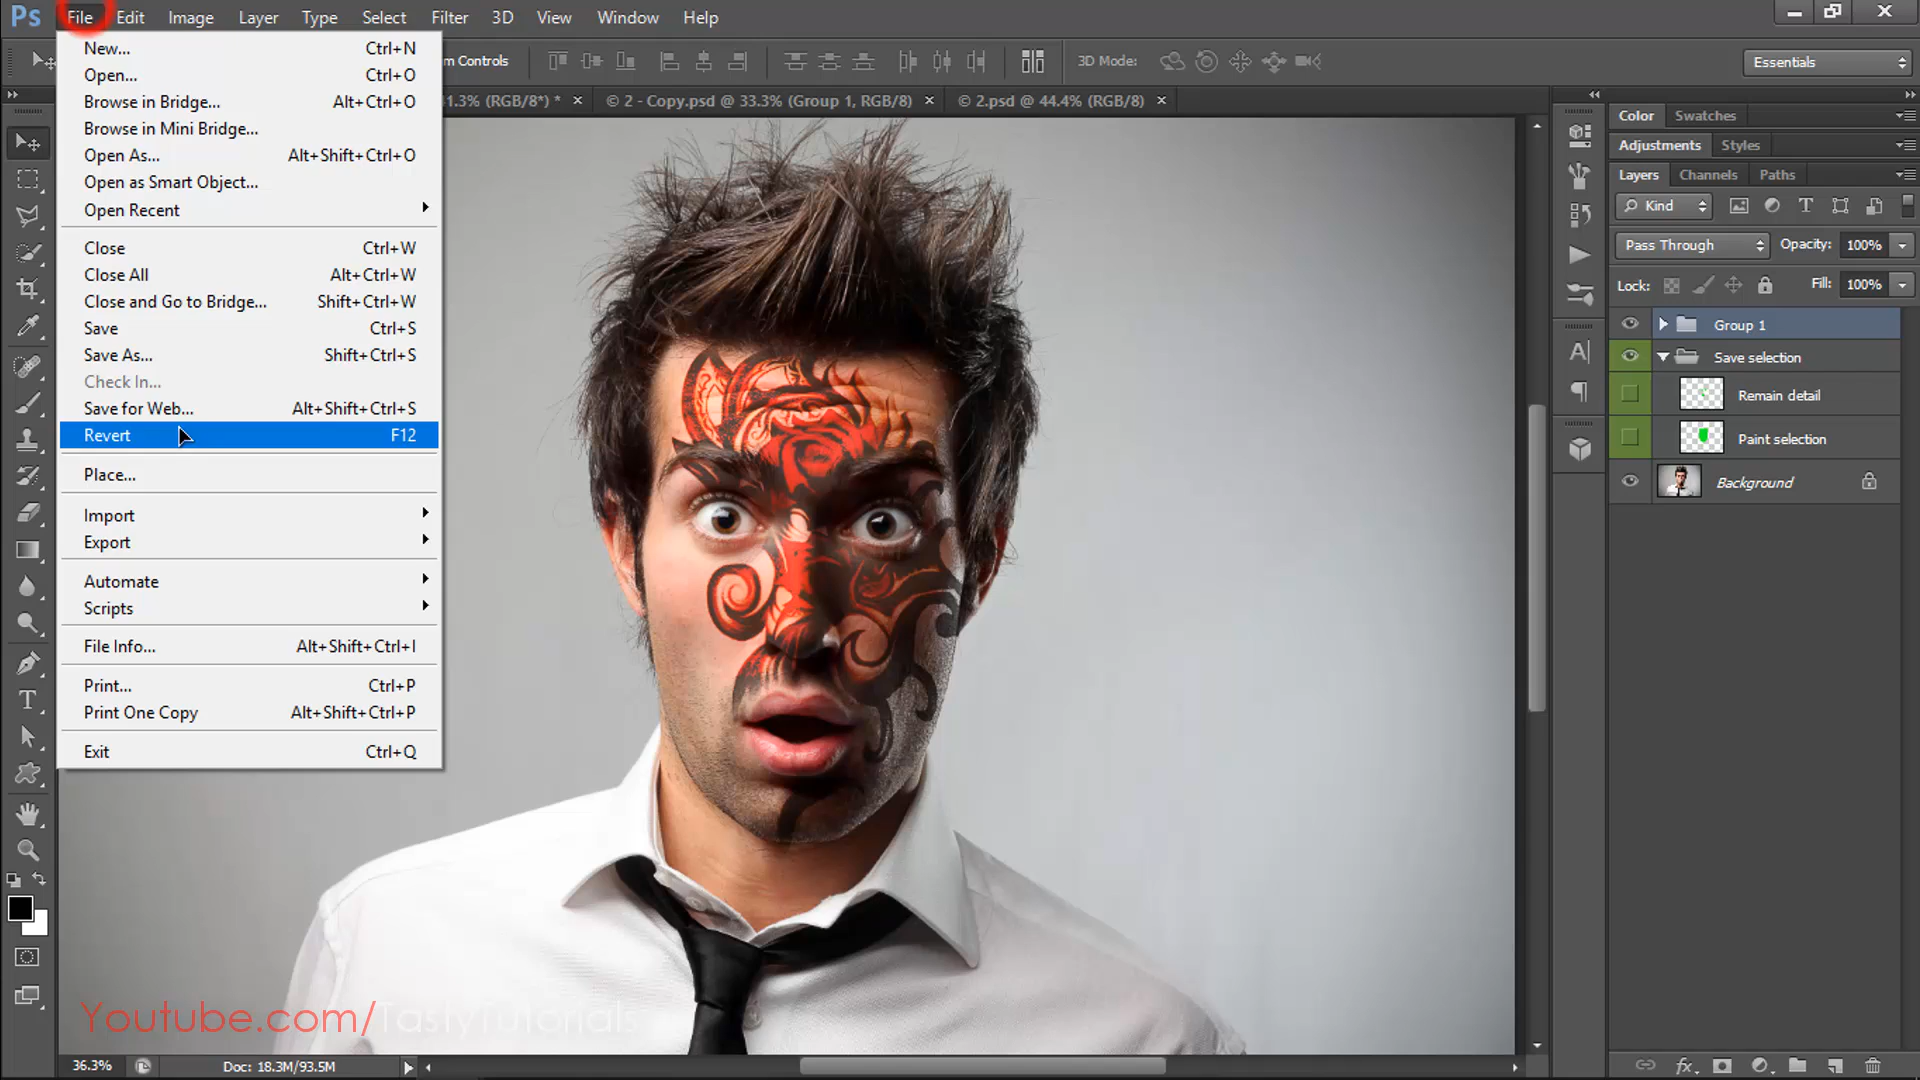 Ps File Edit Image Layer Type Select Filter 3D View Window Help
m Controls 3D Mode: Essentials
41.3% (RGB/8*) * × © 2 - Copy.psd @ 33.3% (Group 1, RGB/8) × © 2.psd @ 44.4% (RGB/8) ×
New... Ctrl+N
Open... Ctrl+O
Browse in Bridge... Alt+Ctrl+O
Browse in Mini Bridge...
Open As... Alt+Shift+Ctrl+O
Open as Smart Object...
Open Recent
Close Ctrl+W
Close All Alt+Ctrl+W
Close and Go to Bridge... Shift+Ctrl+W
Save Ctrl+S
Save As... Shift+Ctrl+S
Check In...
Save for Web... Alt+Shift+Ctrl+S
Revert F12
Place...
Import
Export
Automate
Scripts
File Info... Alt+Shift+Ctrl+I
Print... Ctrl+P
Print One Copy Alt+Shift+Ctrl+P
Exit Ctrl+Q
Color Swatches
Adjustments Styles
Layers Channels Paths
Kind
Pass Through Opacity: 100%
Lock: Fill: 100%
Group 1
Save selection
Remain detail
Paint selection
Background
Youtube.com/TastyTutorials
36.3% Doc: 18.3M/93.5M